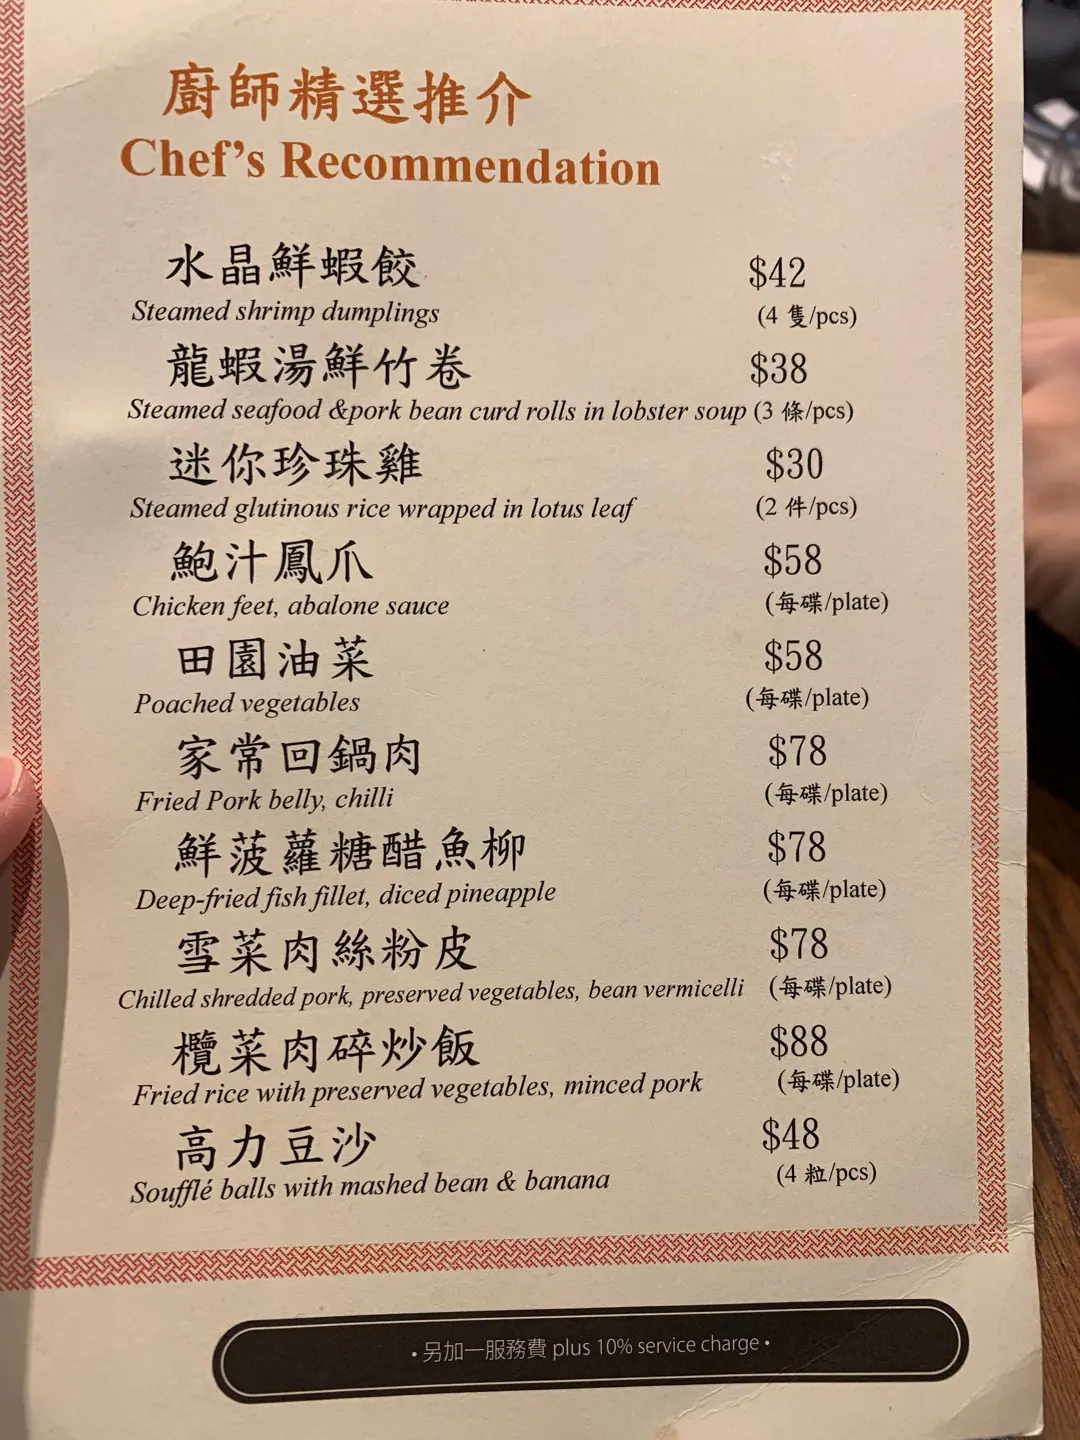 廚師精選推介
Chef's Recommendation
水晶鮮蝦餃 $42
Steamed shrimp dumplings (4 隻/pcs)
龍蝦湯鮮竹卷 $38
Steamed seafood &pork bean curd rolls in lobster soup (3 條/pcs)
迷你珍珠雞 $30
Steamed glutinous rice wrapped in lotus leaf (2 件/pcs)
鮑汁鳳爪 $58
Chicken feet, abalone sauce (每碟/plate)
田園油菜 $58
Poached vegetables (每碟/plate)
家常回鍋肉 $78
Fried Pork belly, chilli (每碟/plate)
鮮菠蘿糖醋魚柳 $78
Deep-fried fish fillet, diced pineapple (每碟/plate)
雪菜肉絲粉皮 $78
Chilled shredded pork, preserved vegetables, bean vermicelli (每碟/plate)
欖菜肉碎炒飯 $88
Fried rice with preserved vegetables, minced pork (每碟/plate)
高力豆沙 $48
Soufflé balls with mashed bean & banana (4 粒/pcs)
• 另加一服務費 plus 10% service charge •